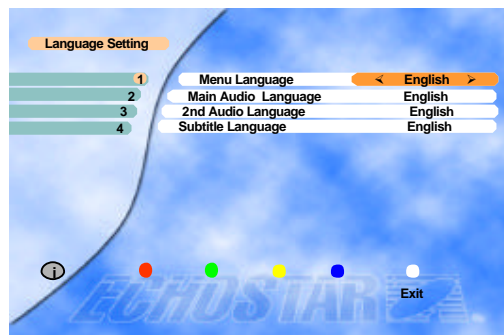 Language Setting
1 Menu Language English
2 Main Audio Language English
3 2nd Audio Language English
4 Subtitle Language English
i
Exit
ECHOSTAR